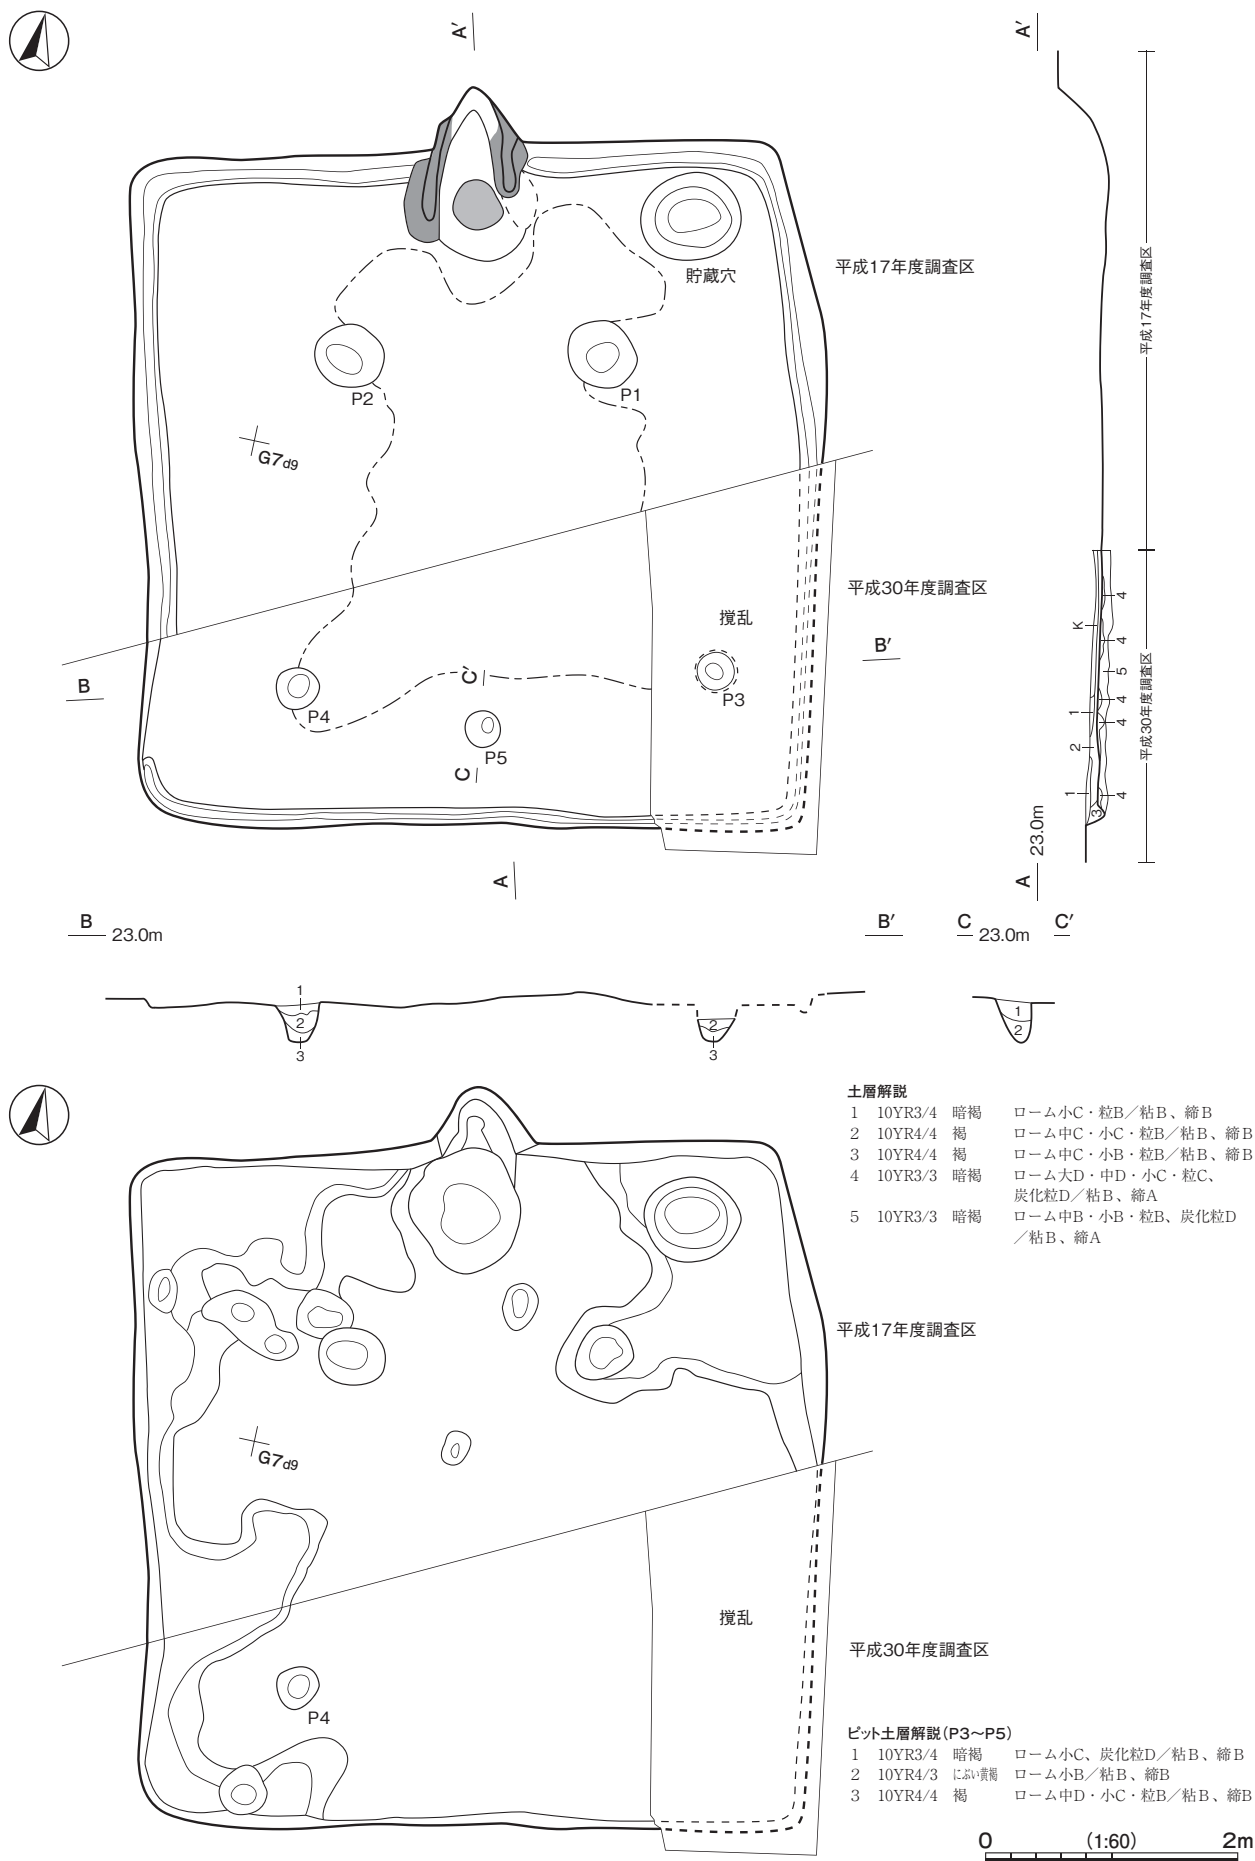 A′
A′
貯蔵穴
平成17年度調査区
平成17年度調査区
P2
P1
G7d9
平成30年度調査区
撹乱
B
B′
C′
P4
P3
P5
C
K
4
4
5
4
4
1
2
1
4
3
平成30年度調査区
23.0m
A
A
B 23.0m
B′
C 23.0m C′
1
2
3
2
3
1
2
土層解説
1 10YR3/4 暗褐 ローム小C・粒B／粘B、締B
2 10YR4/4 褐 ローム中C・小C・粒B／粘B、締B
3 10YR4/4 褐 ローム中C・小B・粒B／粘B、締B
4 10YR3/3 暗褐 ローム大D・中D・小C・粒C、
炭化粒D／粘B、締A
5 10YR3/3 暗褐 ローム中B・小B・粒B、炭化粒D
／粘B、締A
平成17年度調査区
G7d9
撹乱
平成30年度調査区
P4
ピット土層解説（P3～P5）
1 10YR3/4 暗褐 ローム小C、炭化粒D／粘B、締B
2 10YR4/3 にぶい黄褐 ローム小B／粘B、締B
3 10YR4/4 褐 ローム中D・小C・粒B／粘B、締B
0 (1:60) 2m